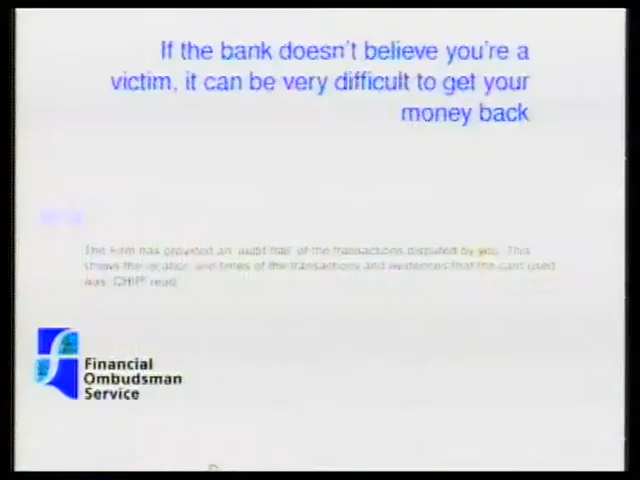 If the bank doesn't believe you're a
victim, it can be very difficult to get your
money back
The Firm has provided an 'audit trail' of the transactions disputed by you. This
shows the location and times of the transactions and evidences that the card used
was 'CHIP' read.
Financial
Ombudsman
Service